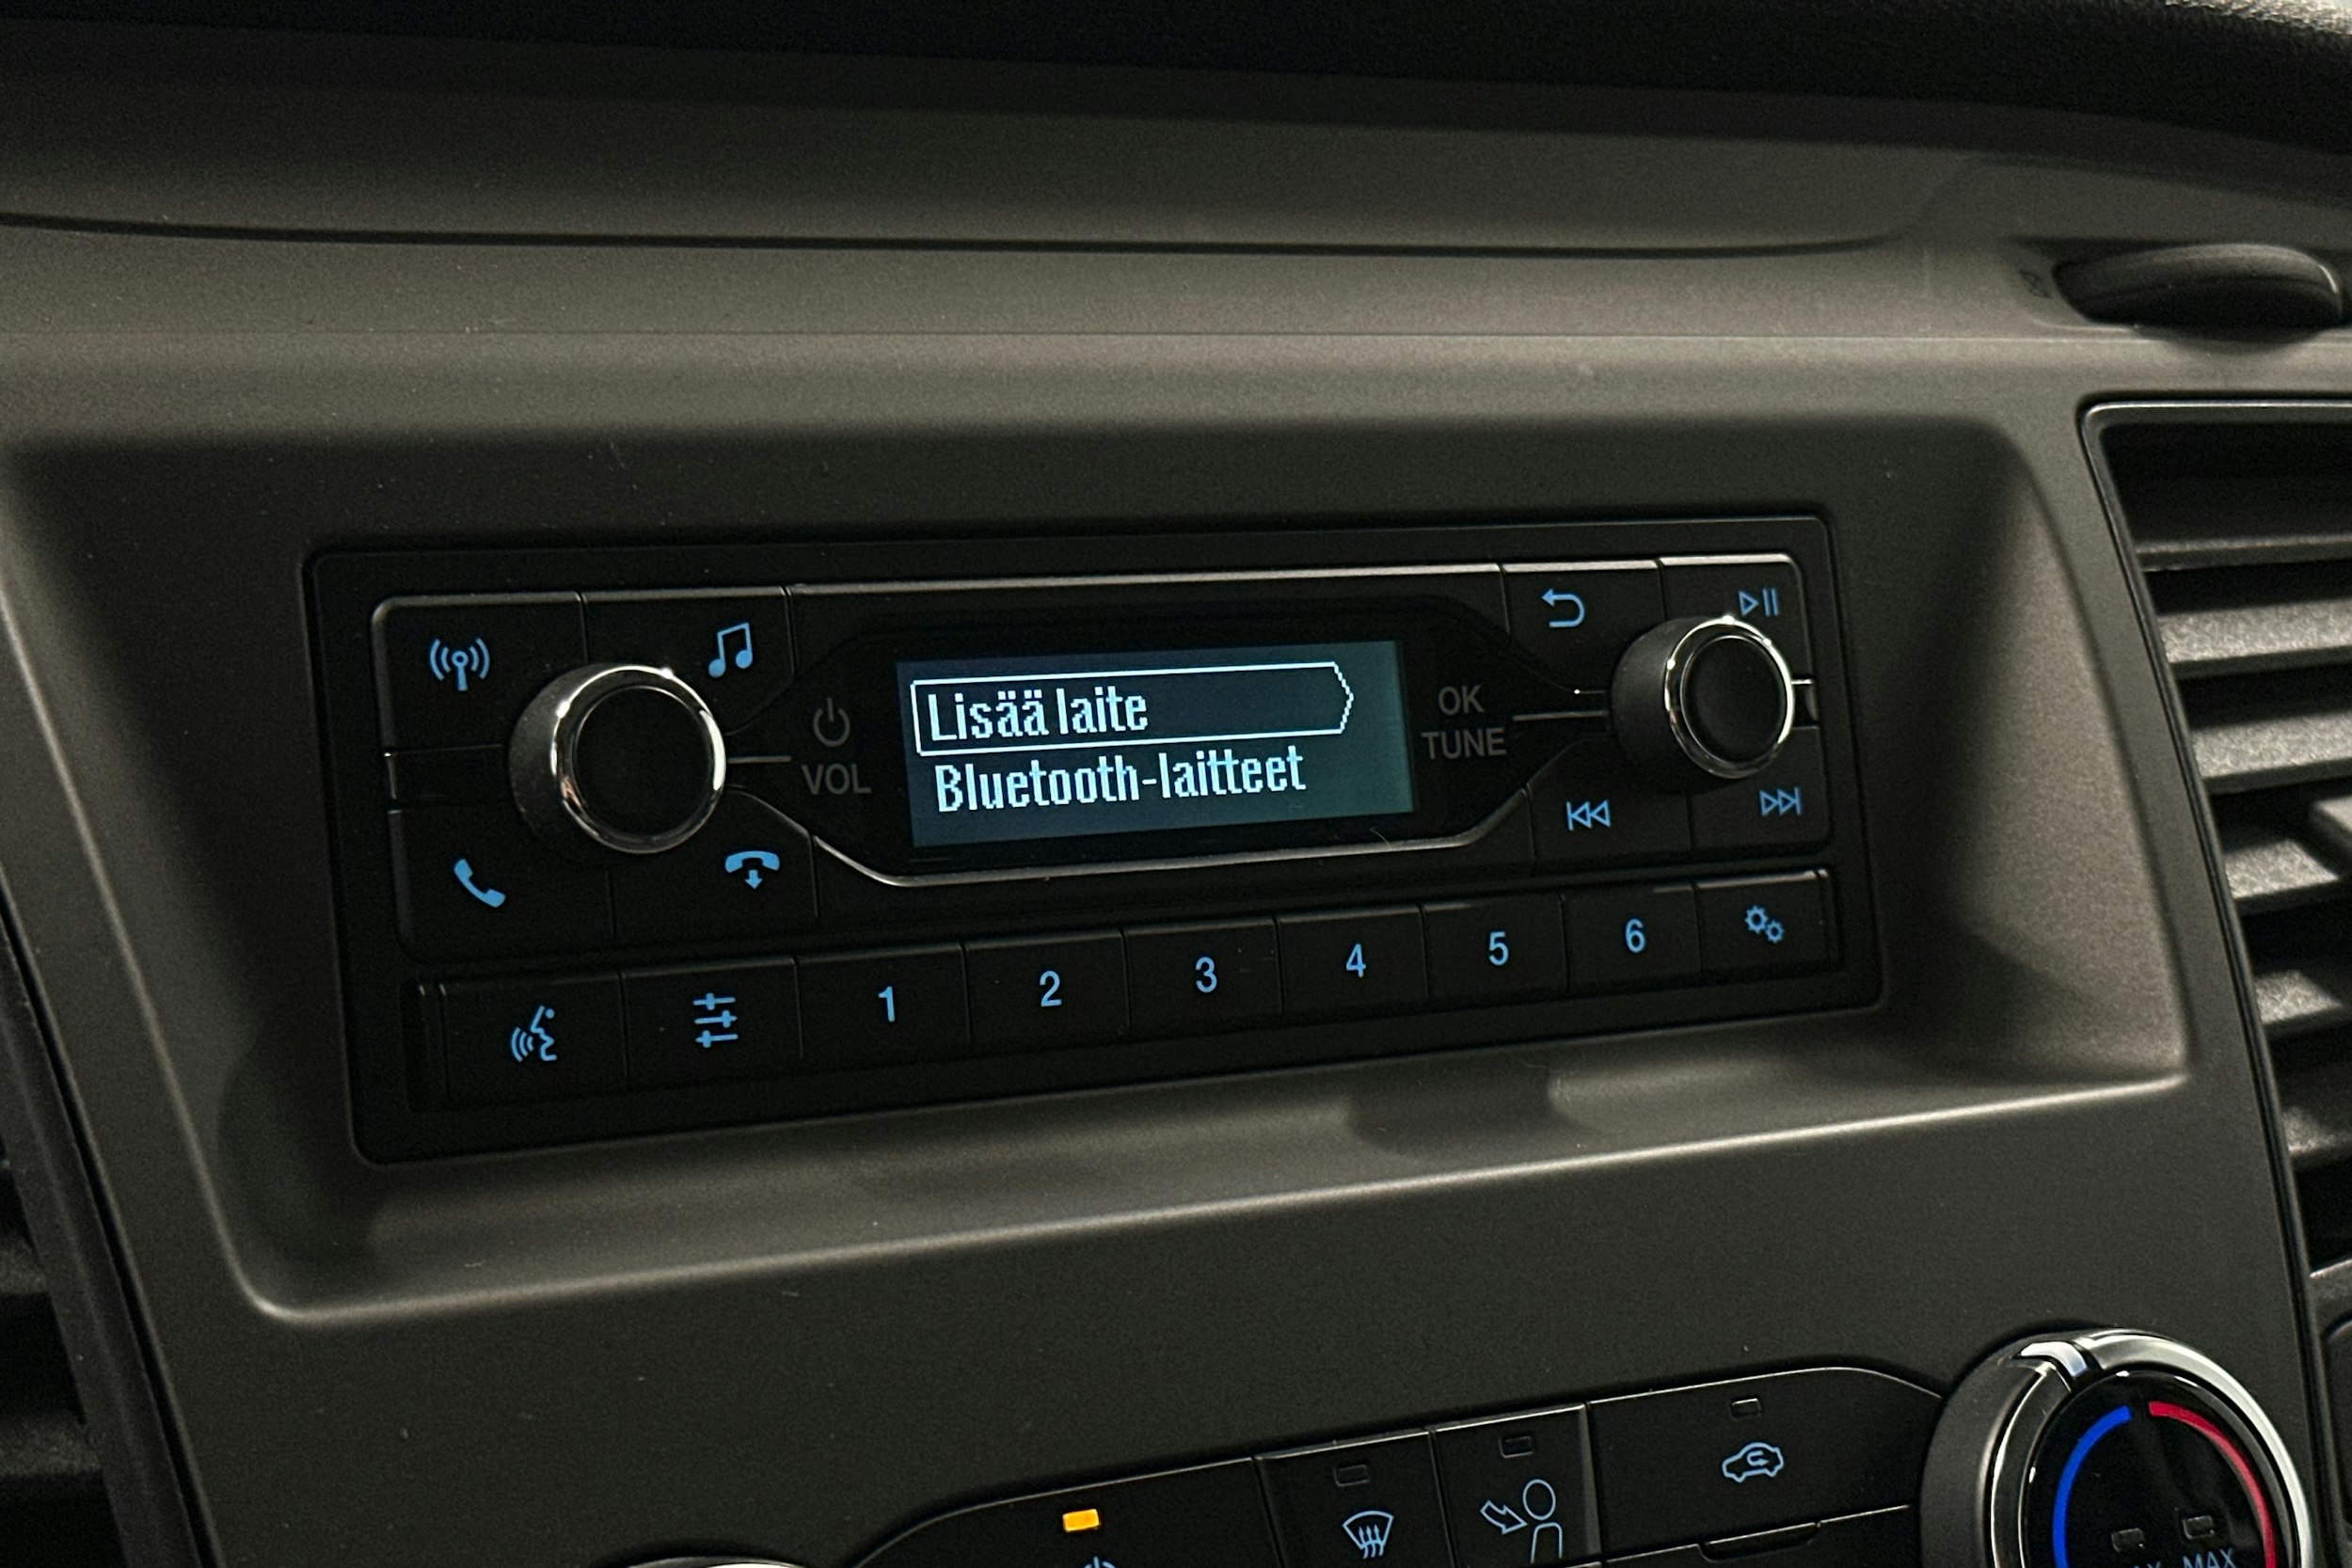 Lisää laite
Bluetooth-laitteet
VOL
OK
TUNE
1
2
3
4
5
6
MAX